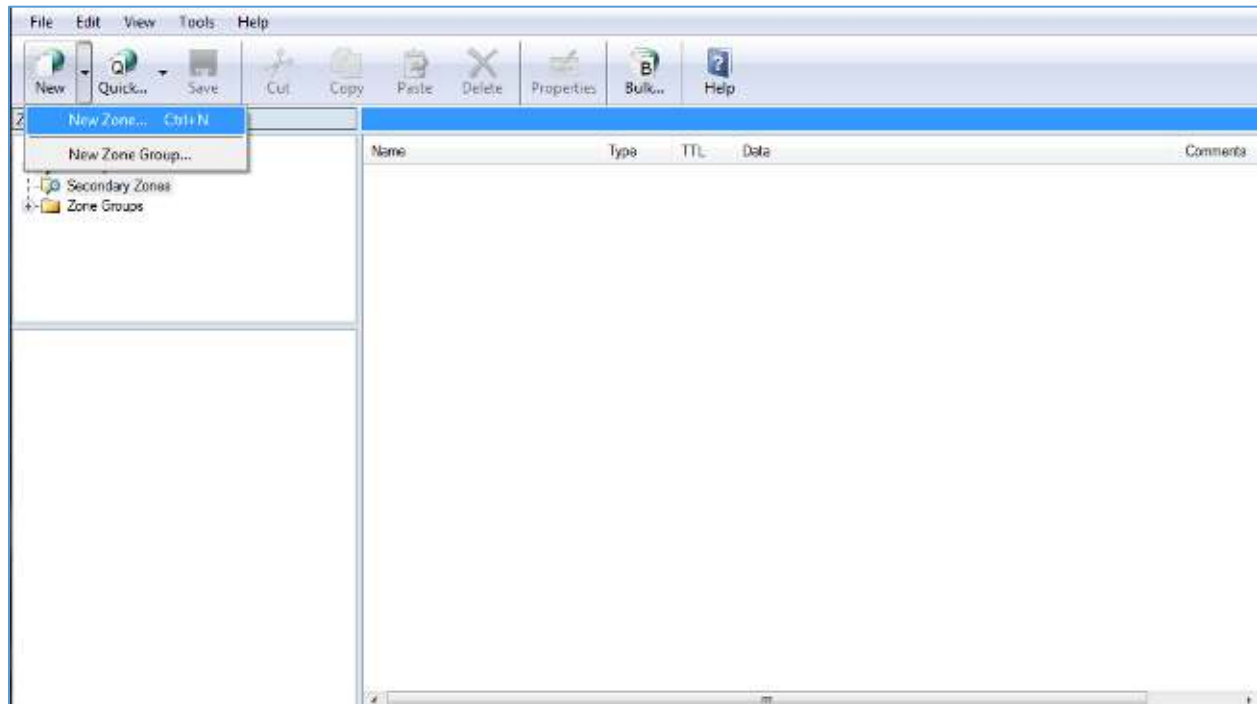 File Edit View Tools Help
New Quick... Save Cut Copy Paste Delete Properties Bulk... Help
New Zone... Ctrl+N
New Zone Group...
Name Type TTL Data Comments
Secondary Zones
Zone Groups